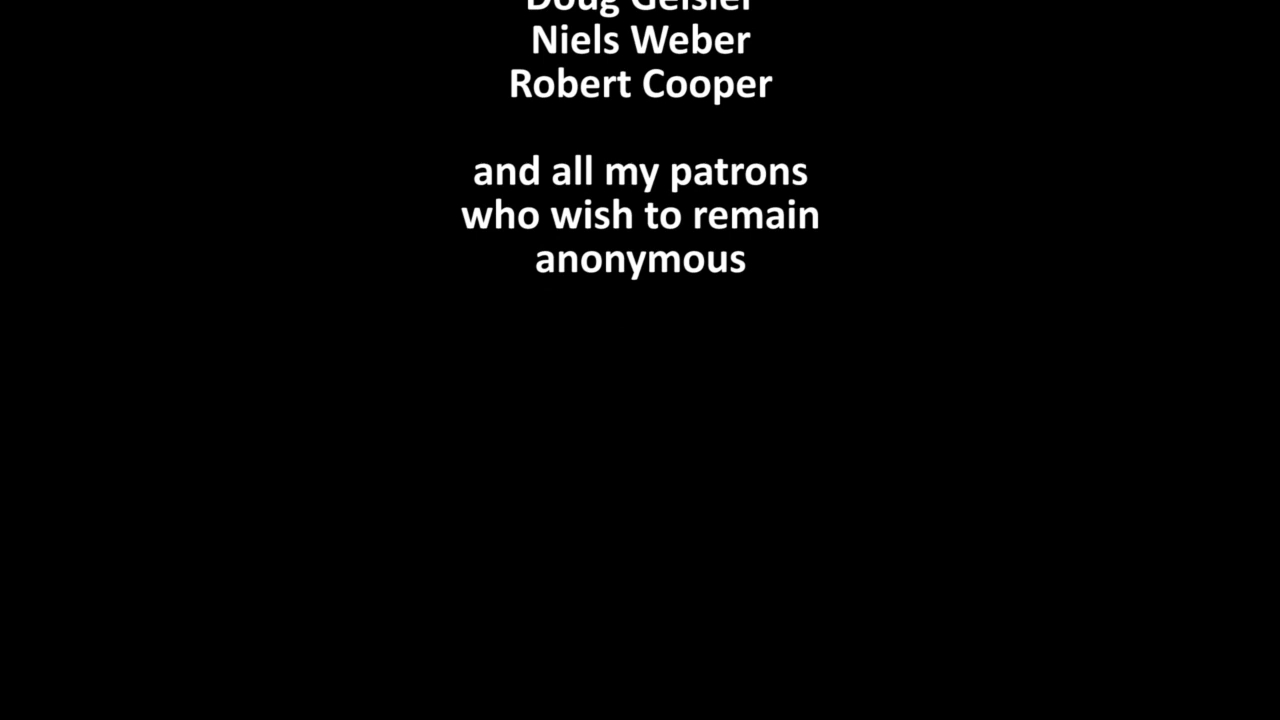 Doug Geisler
Niels Weber
Robert Cooper
and all my patrons
who wish to remain
anonymous